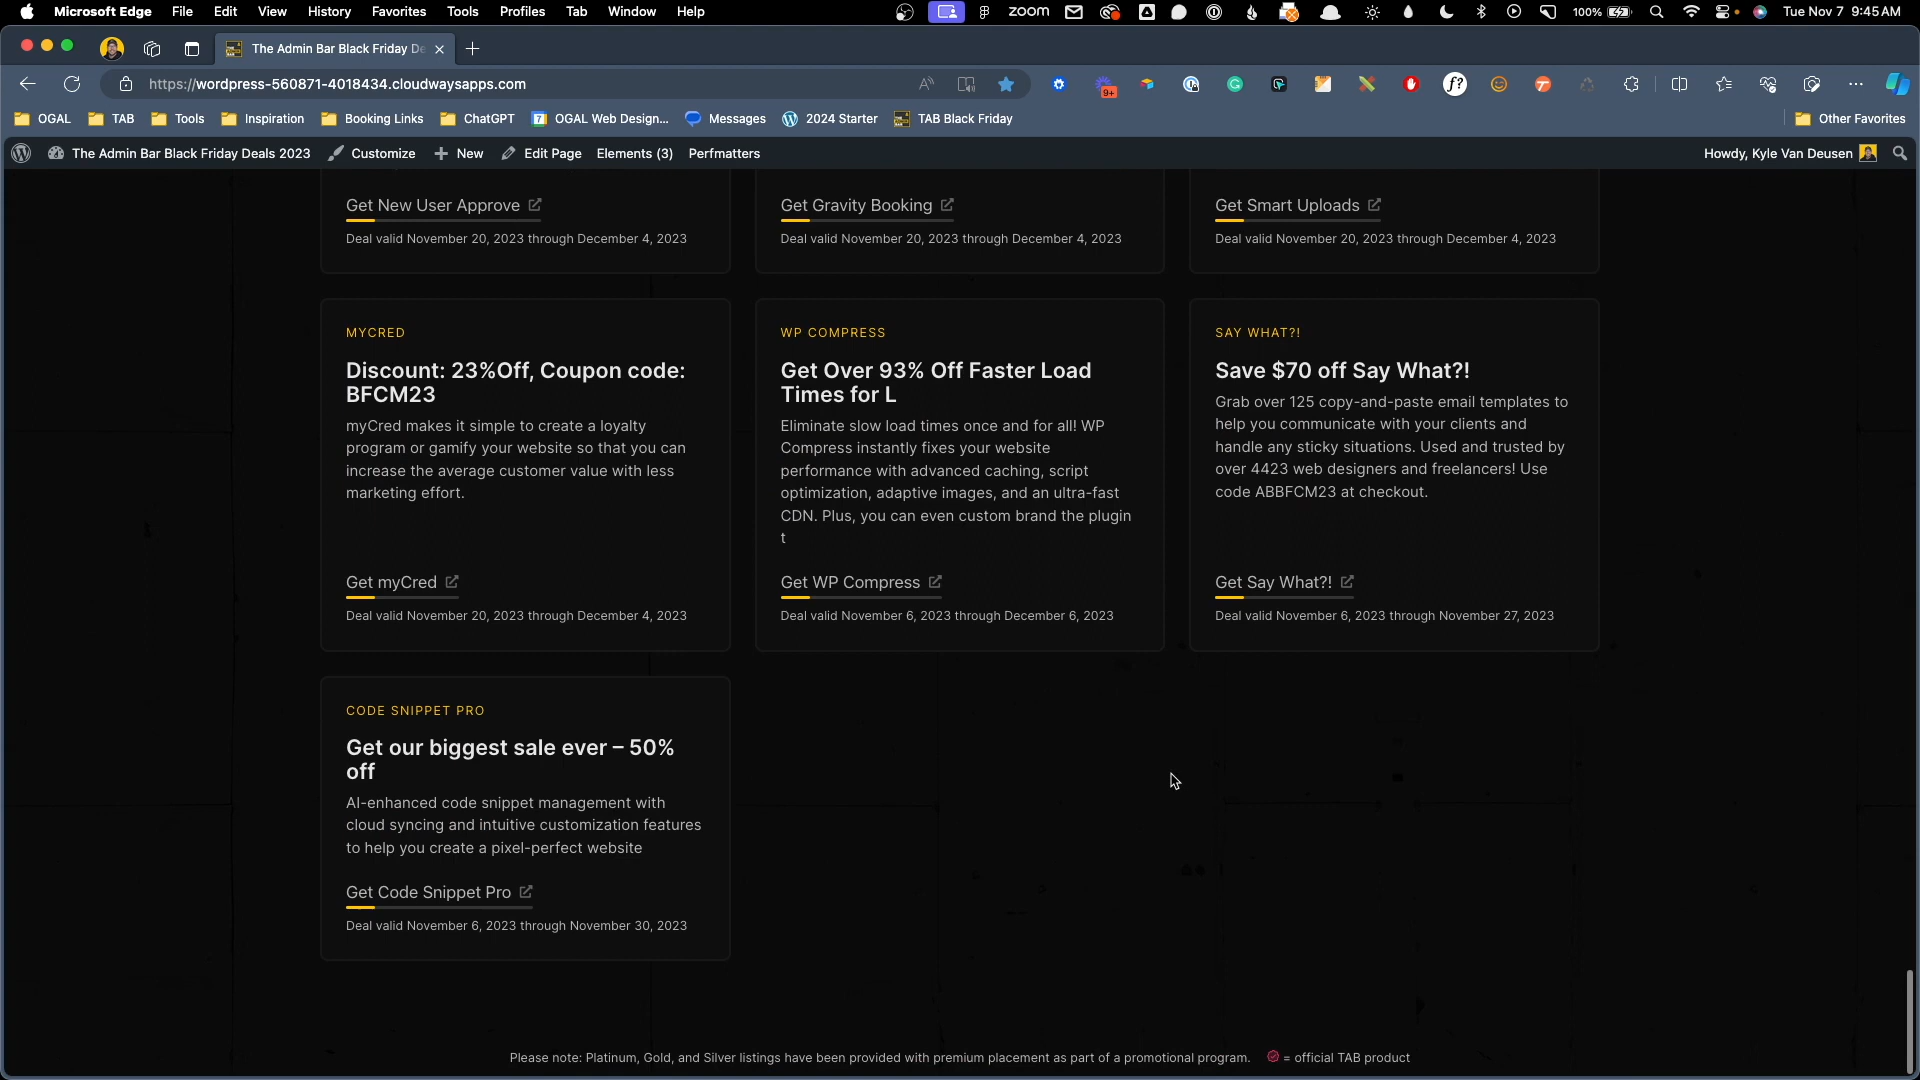 Microsoft Edge File Edit View History Favorites Tools Profiles Tab Window Help zoom 100% Tue Nov 7 9:45 AM
The Admin Bar Black Friday De
https://wordpress-560871-4018434.cloudwaysapps.com 9+ f?
OGAL TAB Tools Inspiration Booking Links ChatGPT 7 OGAL Web Design... Messages 2024 Starter TAB Black Friday Other Favorites
The Admin Bar Black Friday Deals 2023 Customize New Edit Page Elements (3) Perfmatters Howdy, Kyle Van Deusen
Get New User Approve
Deal valid November 20, 2023 through December 4, 2023
Get Gravity Booking
Deal valid November 20, 2023 through December 4, 2023
Get Smart Uploads
Deal valid November 20, 2023 through December 4, 2023
MYCRED
Discount: 23%Off, Coupon code:
BFCM23
myCred makes it simple to create a loyalty
program or gamify your website so that you can
increase the average customer value with less
marketing effort.
Get myCred
Deal valid November 20, 2023 through December 4, 2023
WP COMPRESS
Get Over 93% Off Faster Load
Times for L
Eliminate slow load times once and for all! WP
Compress instantly fixes your website
performance with advanced caching, script
optimization, adaptive images, and an ultra-fast
CDN. Plus, you can even custom brand the plugin
t
Get WP Compress
Deal valid November 6, 2023 through December 6, 2023
SAY WHAT?!
Save $70 off Say What?!
Grab over 125 copy-and-paste email templates to
help you communicate with your clients and
handle any sticky situations. Used and trusted by
over 4423 web designers and freelancers! Use
code ABBFCM23 at checkout.
Get Say What?!
Deal valid November 6, 2023 through November 27, 2023
CODE SNIPPET PRO
Get our biggest sale ever – 50%
off
AI-enhanced code snippet management with
cloud syncing and intuitive customization features
to help you create a pixel-perfect website
Get Code Snippet Pro
Deal valid November 6, 2023 through November 30, 2023
Please note: Platinum, Gold, and Silver listings have been provided with premium placement as part of a promotional program. = official TAB product